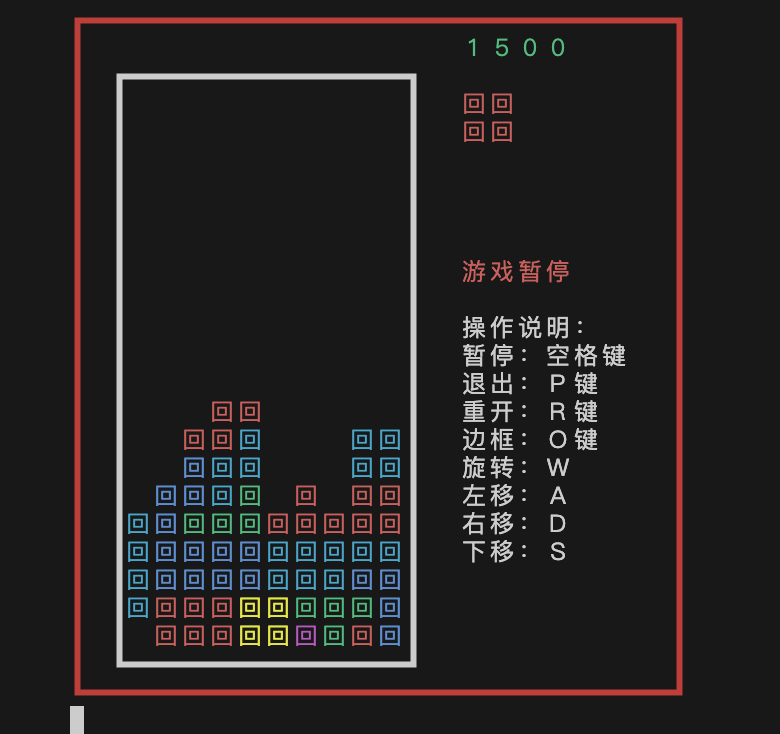 1500
游戏暂停
操作说明：
暂停：空格键
退出：P键
重开：R键
边框：O键
旋转：W
左移：A
右移：D
下移：S